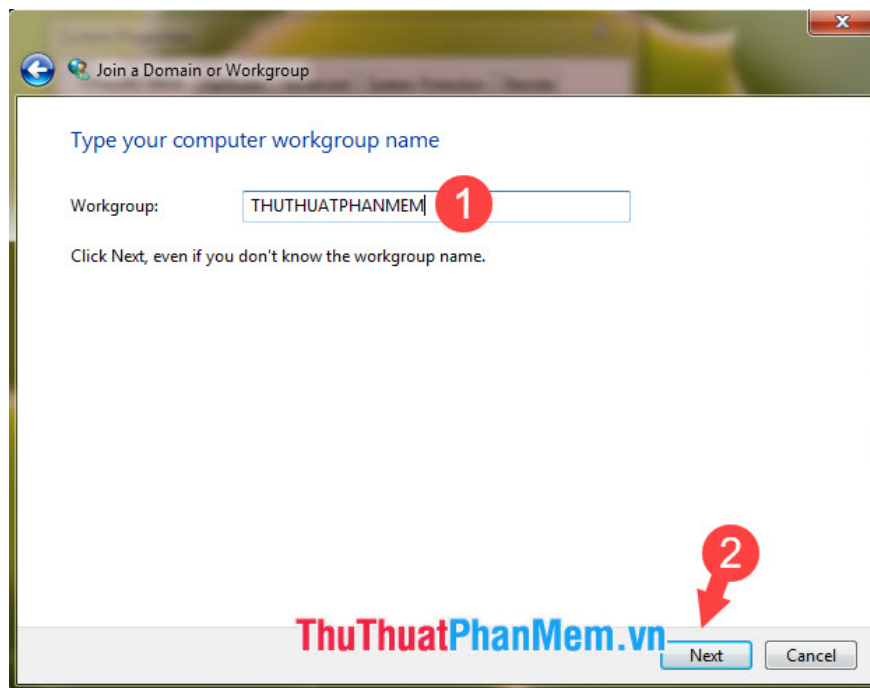 X
Join a Domain or Workgroup
Type your computer workgroup name
Workgroup: THUTHUATPHANMEM 1
Click Next, even if you don't know the workgroup name.
2
ThuThuatPhanMem.vn
Next Cancel